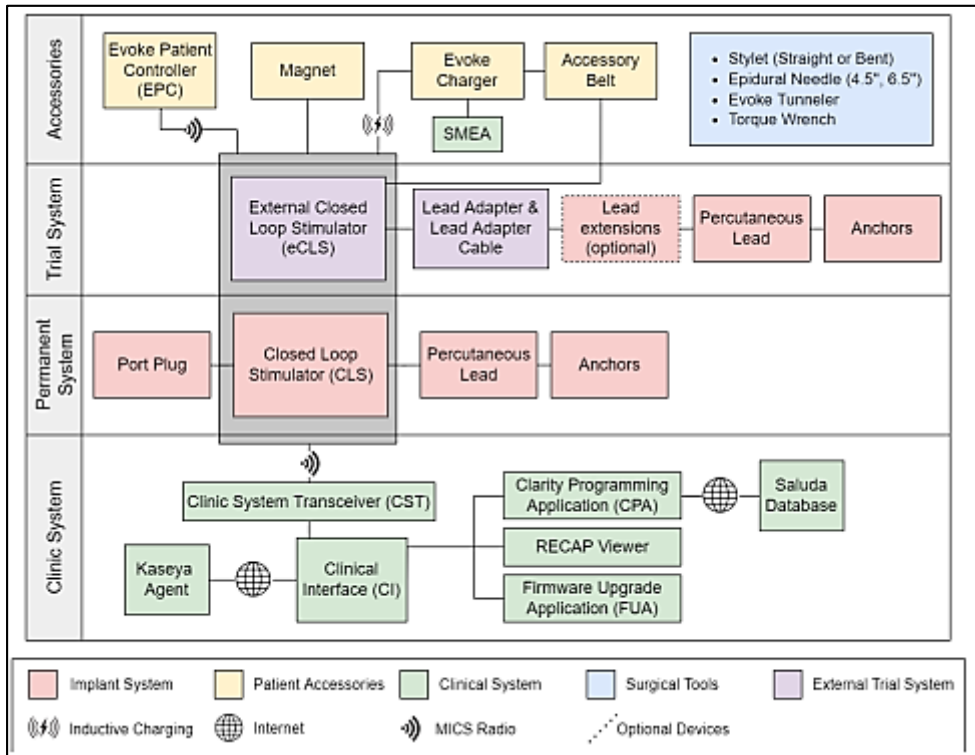 Accessories
Evoke Patient
Controller
(EPC)
Magnet
Evoke
Charger
Accessory
Belt
SMEA
• Stylet (Straight or Bent)
• Epidural Needle (4.5", 6.5")
• Evoke Tunneler
• Torque Wrench
Trial System
External Closed
Loop Stimulator
(eCLS)
Lead Adapter &
Lead Adapter
Cable
Lead
extensions
(optional)
Percutaneous
Lead
Anchors
Permanent
System
Port Plug
Closed Loop
Stimulator (CLS)
Percutaneous
Lead
Anchors
Clinic System
Clinic System Transceiver (CST)
Clarity Programming
Application (CPA)
Saluda
Database
Kaseya
Agent
Clinical
Interface (CI)
RECAP Viewer
Firmware Upgrade
Application (FUA)
Implant System
Patient Accessories
Clinical System
Surgical Tools
External Trial System
Inductive Charging
Internet
MICS Radio
Optional Devices